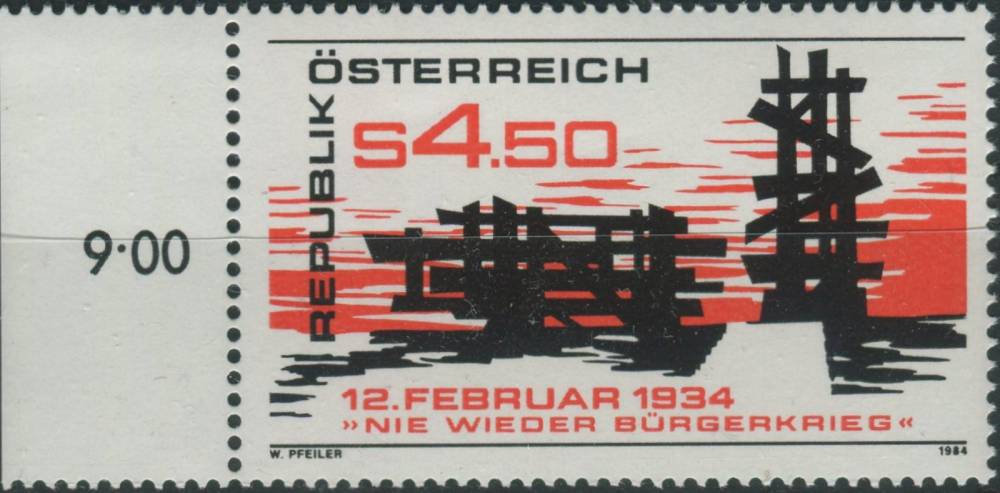 REPUBLIK
ÖSTERREICH
S4.50
9·00
12. FEBRUAR 1934
»NIE WIEDER BÜRGERKRIEG«
W. PFEILER
1984